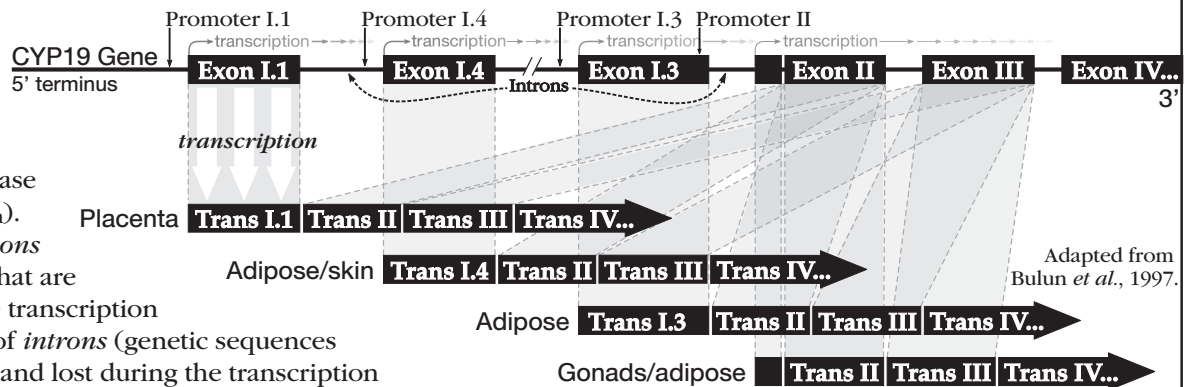 Promoter I.1 Promoter I.4 Promoter I.3 Promoter II
transcription transcription transcription transcription
CYP19 Gene
Exon I.1 Exon I.4 Exon I.3 Exon II Exon III Exon IV...
5' terminus
Introns
3'
transcription
Placenta Trans I.1 Trans II Trans III Trans IV...
Adipose/skin Trans I.4 Trans II Trans III Trans IV...
Adapted from
Bulun et al., 1997.
Adipose Trans I.3 Trans II Trans III Trans IV...
Gonads/adipose Trans II Trans III Trans IV...
ase
).
ons
hat are
transcription
of introns (genetic sequences
and lost during the transcription